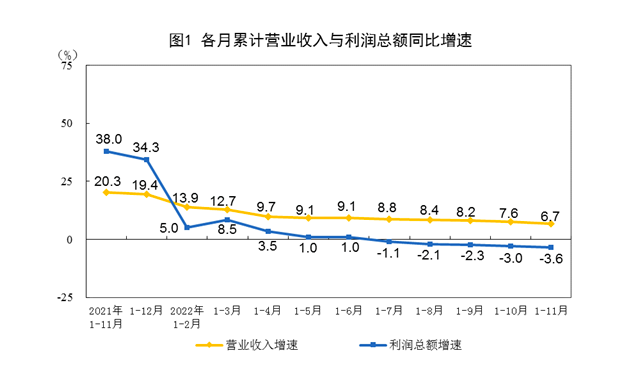 图1 各月累计营业收入与利润总额同比增速
(%)
75
50
25
0
-25
38.0 34.3
20.3 19.4 13.9 12.7 9.7 9.1 9.1 8.8 8.4 8.2 7.6 6.7
5.0 8.5 3.5 1.0 1.0 -1.1 -2.1 -2.3 -3.0 -3.6
2021年 1-12月 2022年 1-3月 1-4月 1-5月 1-6月 1-7月 1-8月 1-9月 1-10月 1-11月
1-11月 1-2月
营业收入增速 利润总额增速